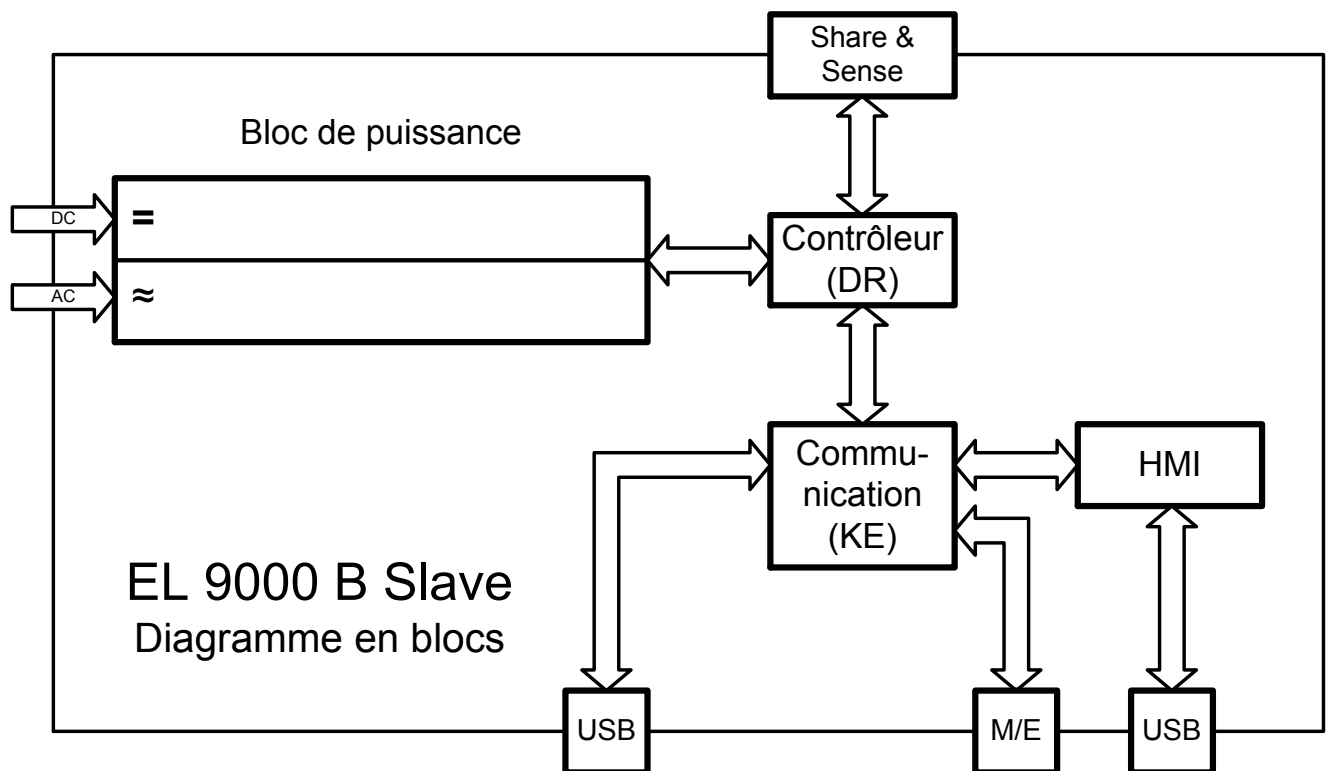 Share &
Sense
Bloc de puissance
DC
=
Contrôleur
(DR)
AC
≈
Commu-
nication
(KE)
HMI
EL 9000 B Slave
Diagramme en blocs
USB
M/E
USB